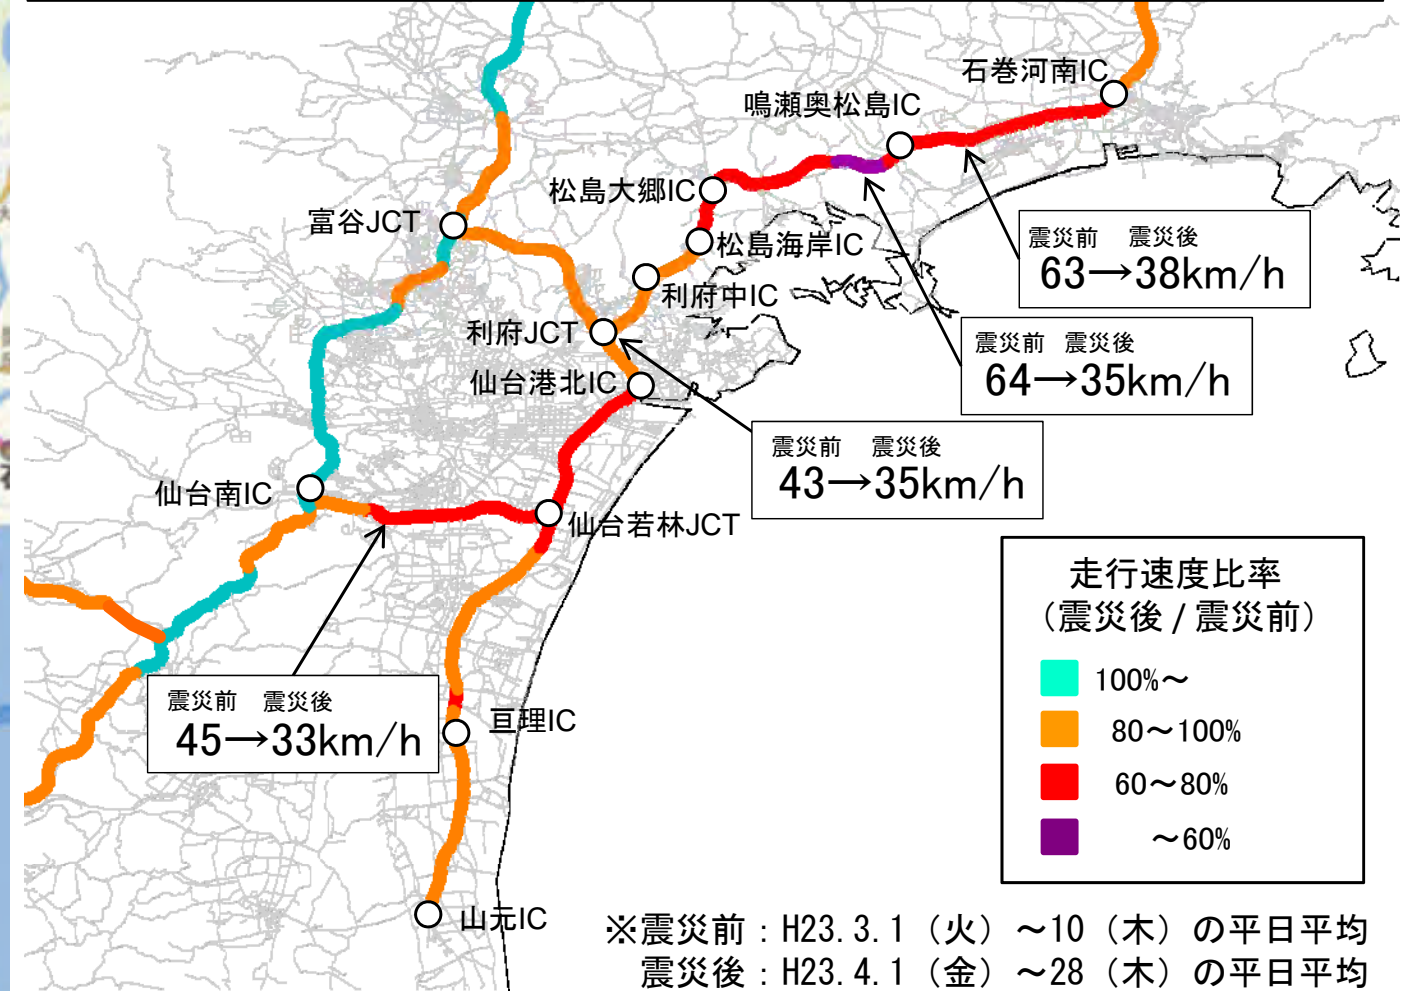 石巻河南IC
鳴瀬奥松島IC
松島大郷IC
富谷JCT
松島海岸IC
震災前　震災後
63→38km/h
利府中IC
利府JCT
震災前　震災後
64→35km/h
仙台港北IC
震災前　震災後
43→35km/h
仙台南IC
仙台若林JCT
走行速度比率
（震災後 / 震災前）
100%～
80～100%
60～80%
～60%
震災前　震災後
45→33km/h
亘理IC
山元IC
※震災前：H23.3.1（火）～10（木）の平日平均
震災後：H23.4.1（金）～28（木）の平日平均